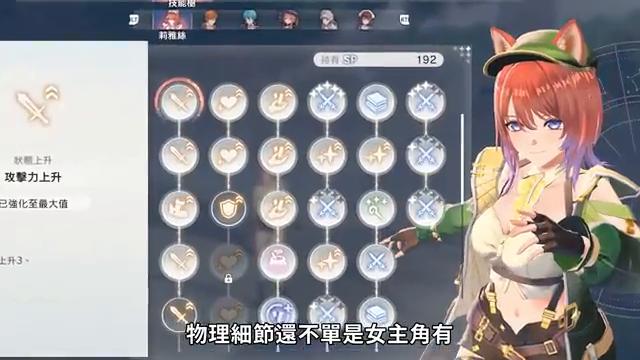 技能樹
莉雅絲
持有 SP 192
狀態上升
攻擊力上升
已強化至最大值
上升3、
物理細節還不單是女主角有